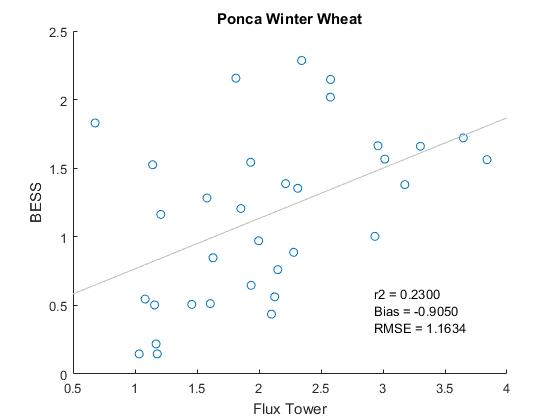 Ponca Winter Wheat
2.5
2
1.5
1
0.5
0
BESS
r2 = 0.2300
Bias = -0.9050
RMSE = 1.1634
0.5 1 1.5 2 2.5 3 3.5 4
Flux Tower